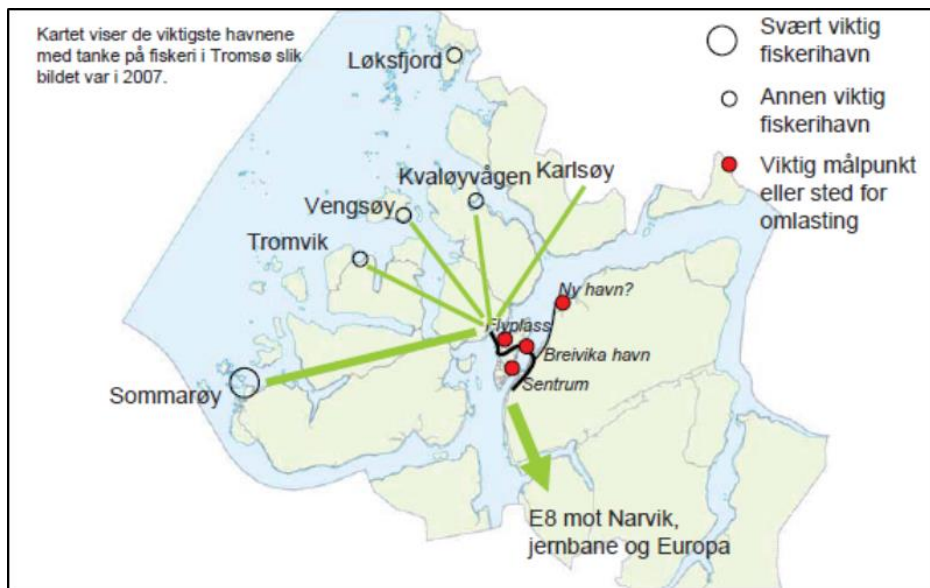 Kartet viser de viktigste havnene
med tanke på fiskeri i Tromsø slik
bildet var i 2007.
Svært viktig
fiskerihavn
Annen viktig
fiskerihavn
Viktig målpunkt
eller sted for
omlasting
Løksfjord
Karlsøy
Kvaløyvågen
Vengsøy
Tromvik
Ny havn?
Flyplass
Breivika havn
Sentrum
Sommarøy
E8 mot Narvik,
jernbane og Europa